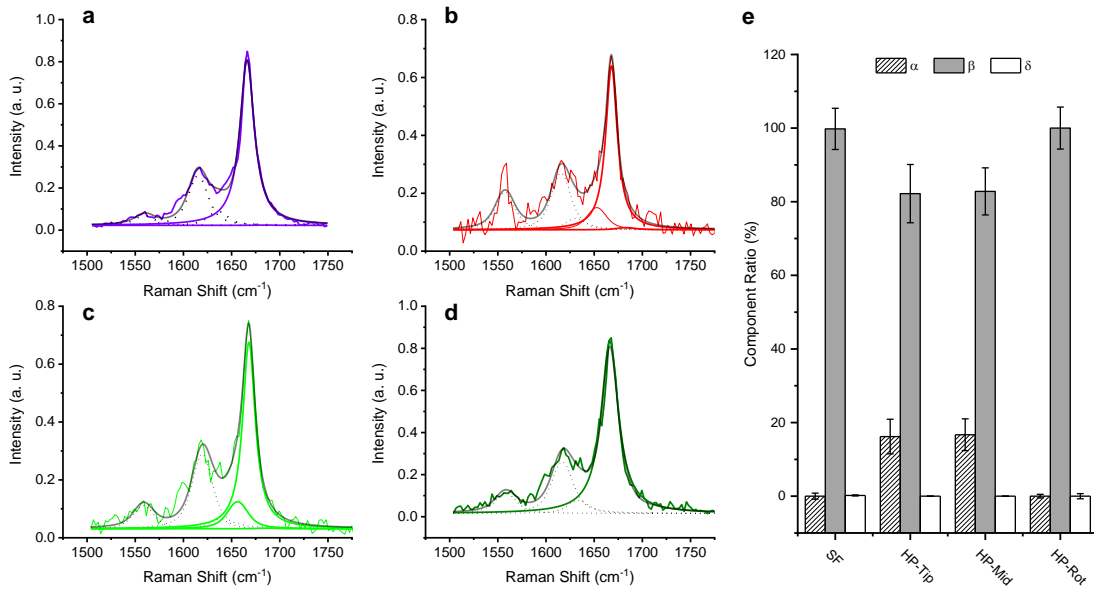 a
1.0
0.8
0.6
0.4
0.2
0.0
Intensity (a. u.)
1500 1550 1600 1650 1700 1750
Raman Shift (cm-1)
b
0.8
0.6
0.4
0.2
0.0
Intensity (a. u.)
1500 1550 1600 1650 1700 1750
Raman Shift (cm-1)
c
0.8
0.6
0.4
0.2
0.0
Intensity (a. u.)
1500 1550 1600 1650 1700 1750
Raman Shift (cm-1)
d
1.0
0.8
0.6
0.4
0.2
0.0
Intensity (a. u.)
1500 1550 1600 1650 1700 1750
Raman Shift (cm-1)
e
α β δ
120
100
80
60
40
20
0
Component Ratio (%)
SF HP-Tip HP-Mid HP-Rot